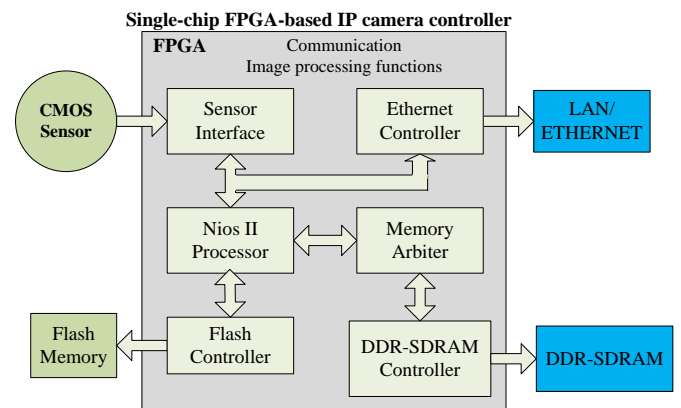 Single-chip FPGA-based IP camera controller
FPGA
Communication
Image processing functions
CMOS
Sensor
Sensor
Interface
Ethernet
Controller
LAN/
ETHERNET
Nios II
Processor
Memory
Arbiter
Flash
Memory
Flash
Controller
DDR-SDRAM
Controller
DDR-SDRAM